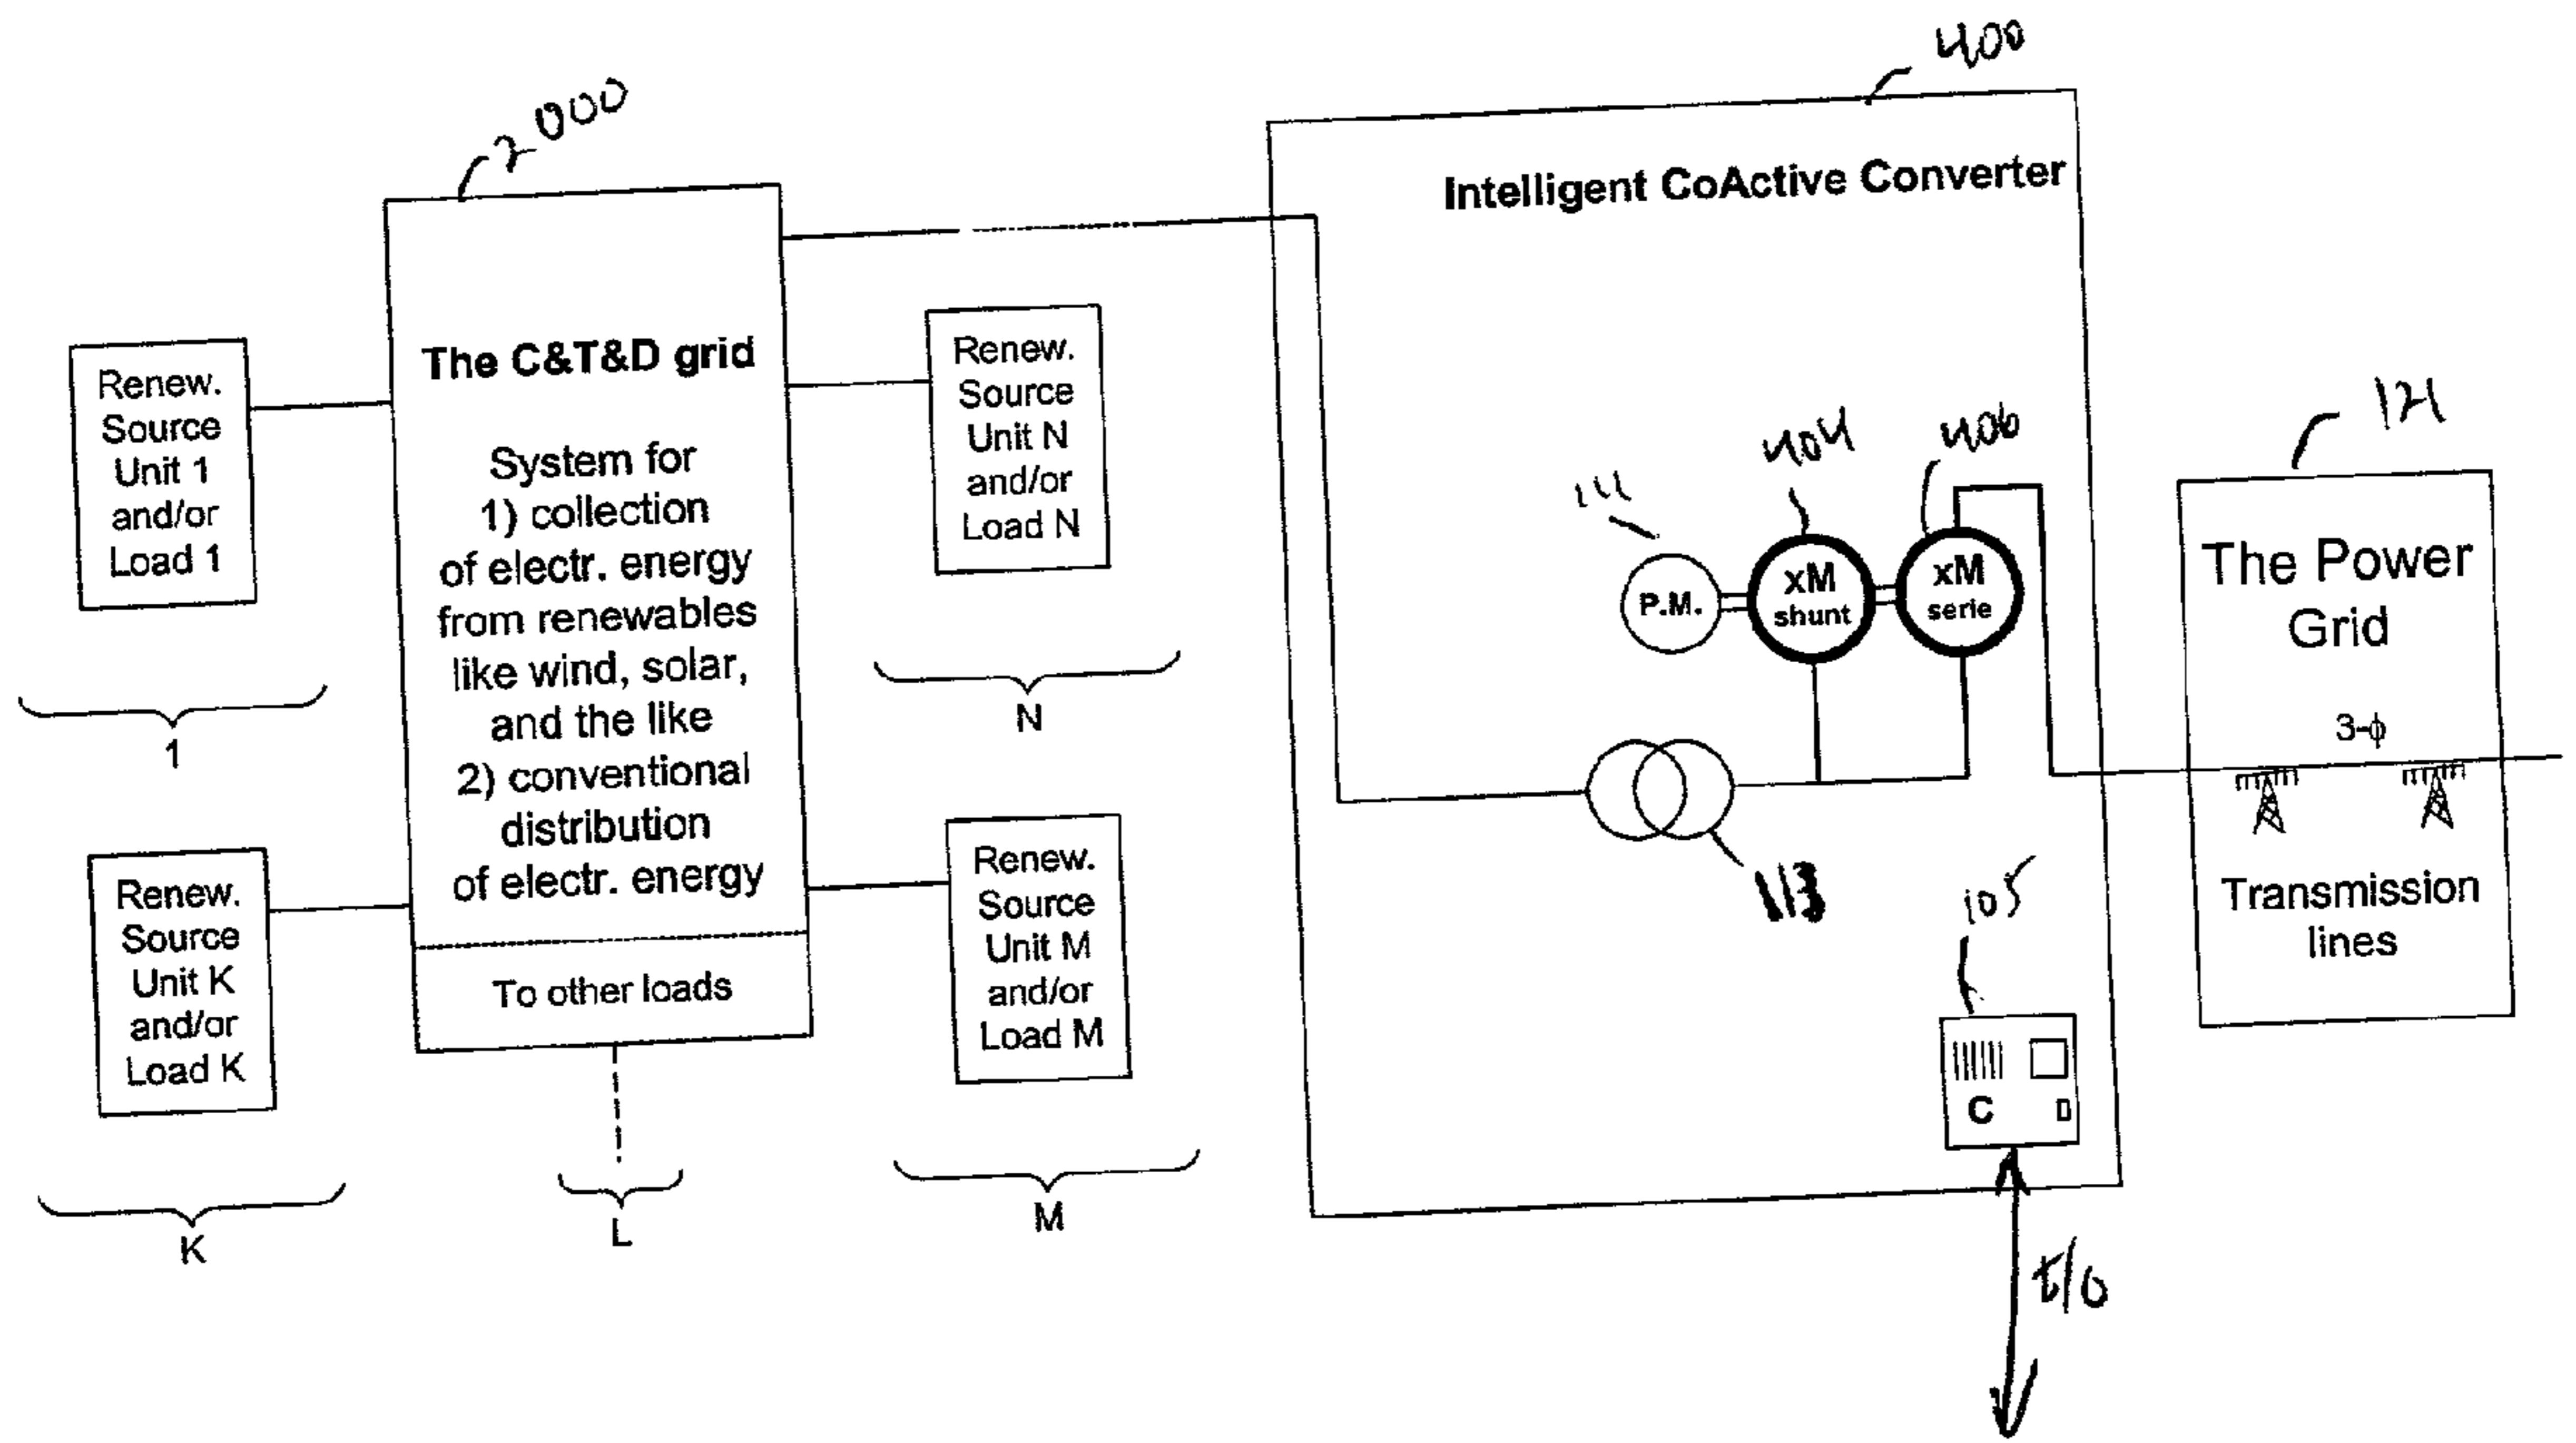 2000
400
Intelligent CoActive Converter
Renew.
Source
Unit 1
and/or
Load 1
1
The C&T&D grid
System for
1) collection
of electr. energy
from renewables
like wind, solar,
and the like
2) conventional
distribution
of electr. energy
To other loads
L
Renew.
Source
Unit N
and/or
Load N
N
Renew.
Source
Unit K
and/or
Load K
K
Renew.
Source
Unit M
and/or
Load M
M
111
404
406
P.M.
xM
shunt
xM
serie
113
105
C
D
121
The Power
Grid
3-ϕ
Transmission
lines